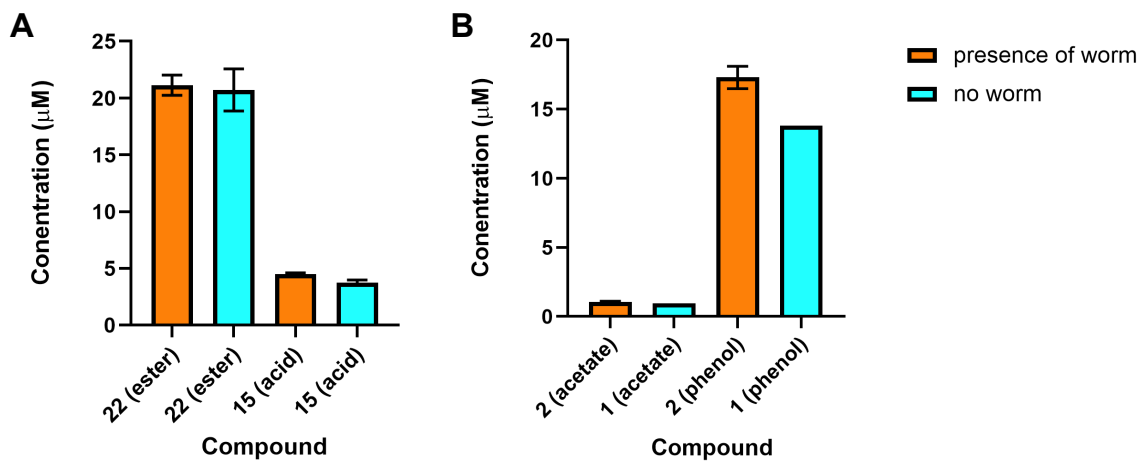 A
Conentration (μM)
25
20
15
10
5
0
22 (ester)
22 (ester)
15 (acid)
15 (acid)
Compound
B
Conentration (μM)
20
15
10
5
0
2 (acetate)
1 (acetate)
2 (phenol)
1 (phenol)
Compound
presence of worm
no worm